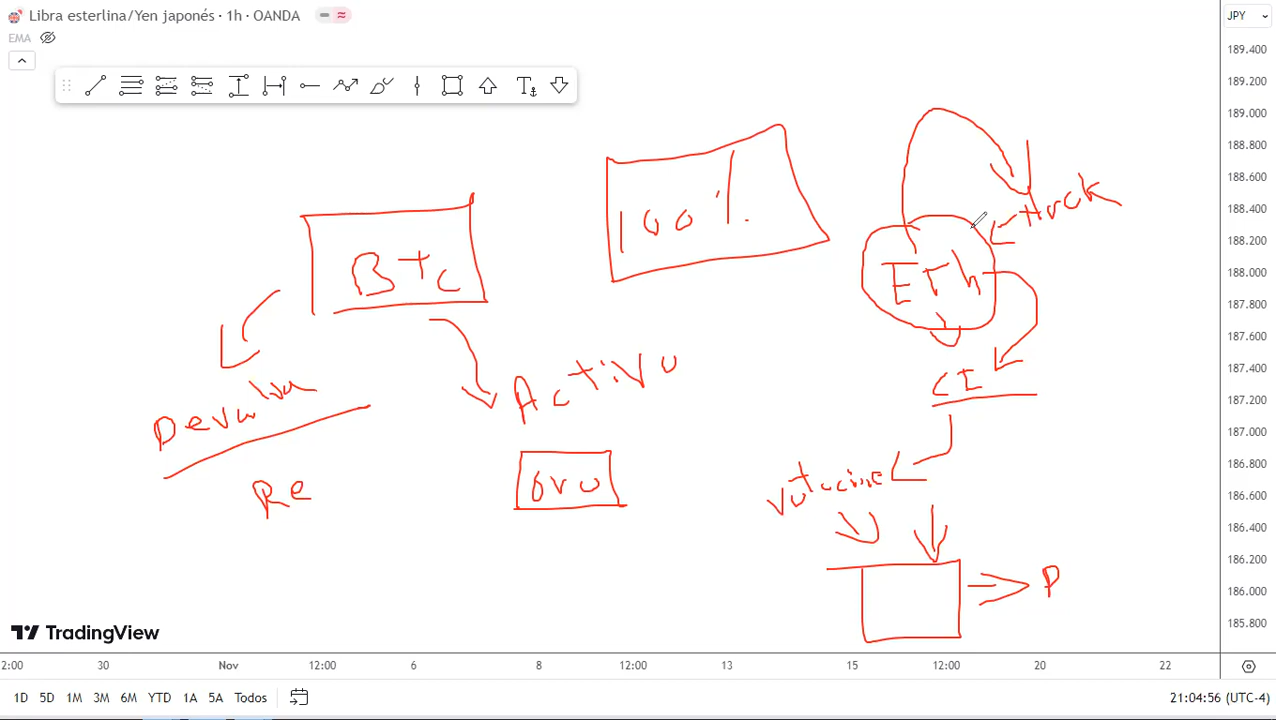 Libra esterlina/Yen japonés · 1h · OANDA
JPY
EMA
189.400
189.200
189.000
188.800
188.600
188.400
188.200
188.000
187.800
187.600
187.400
187.200
187.000
186.800
186.600
186.400
186.200
186.000
185.800
100%
Btc
ETh
Activo
CI
Re
oro
P
TradingView
2:00 30 Nov 12:00 6 8 12:00 13 15 12:00 20 22
1D 5D 1M 3M 6M YTD 1A 5A Todos
21:04:56 (UTC-4)